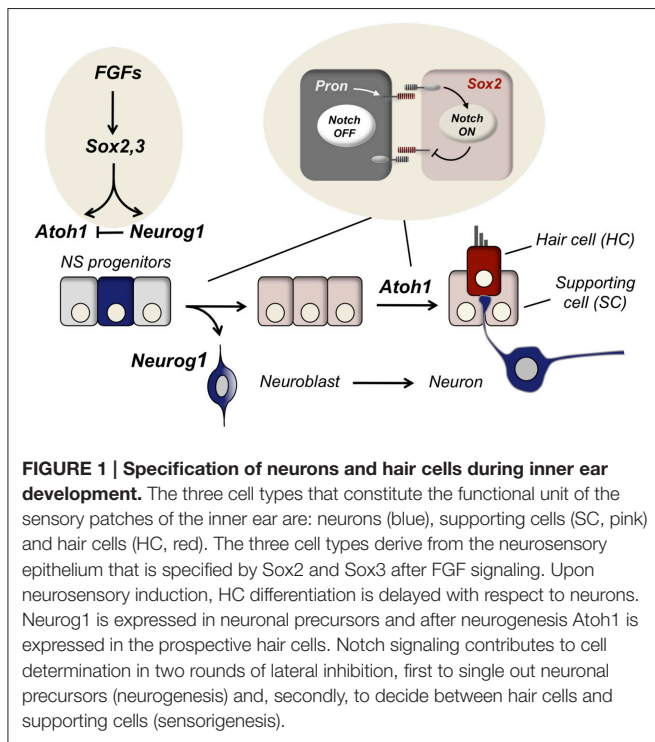 FGFs
Sox2,3
Atoh1 Neurog1
NS progenitors
Pron
Notch
OFF
Sox2
Notch
ON
Atoh1
Hair cell (HC)
Supporting
cell (SC)
Neurog1
Neuroblast
Neuron
FIGURE 1 | Specification of neurons and hair cells during inner ear
development. The three cell types that constitute the functional unit of the
sensory patches of the inner ear are: neurons (blue), supporting cells (SC, pink)
and hair cells (HC, red). The three cell types derive from the neurosensory
epithelium that is specified by Sox2 and Sox3 after FGF signaling. Upon
neurosensory induction, HC differentiation is delayed with respect to neurons.
Neurog1 is expressed in neuronal precursors and after neurogenesis Atoh1 is
expressed in the prospective hair cells. Notch signaling contributes to cell
determination in two rounds of lateral inhibition, first to single out neuronal
precursors (neurogenesis) and, secondly, to decide between hair cells and
supporting cells (sensorigenesis).